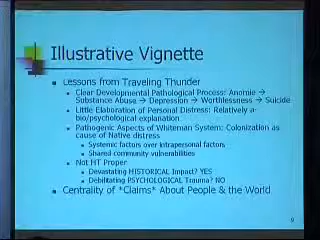 Illustrative Vignette
Lessons from Traveling Thunder
Clear Developmental Pathological Process: Anomie →
Substance Abuse → Depression → Worthlessness → Suicide
Little Elaboration of Personal Distress: Relatively a-
bio/psychological explanation
Pathogenic Aspects of Whiteman System: Colonization as
cause of Native distress
Systemic factors over intrapersonal factors
Shared community vulnerabilities
Not HT Proper
Devastating HISTORICAL Impact? YES
Debilitating PSYCHOLOGICAL Trauma? NO
Centrality of *Claims* About People & the World
9